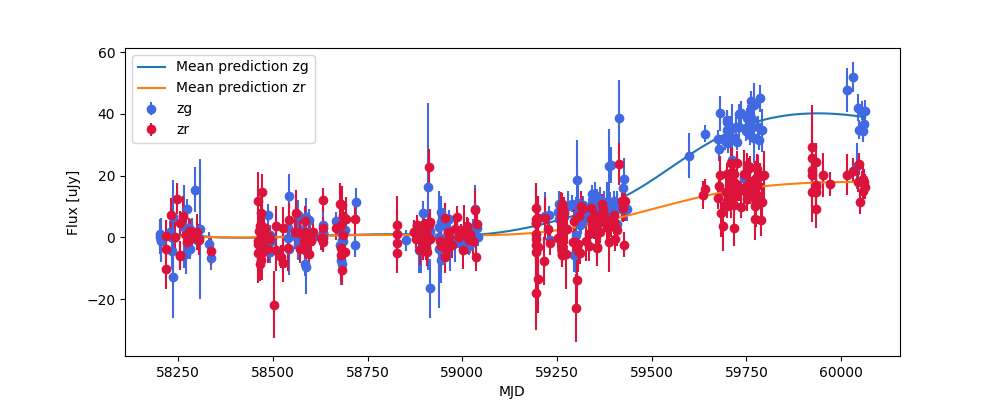 Mean prediction zg
Mean prediction zr
zg
zr
60
40
20
0
−20
Flux [uJy]
58250 58500 58750 59000 59250 59500 59750 60000
MJD